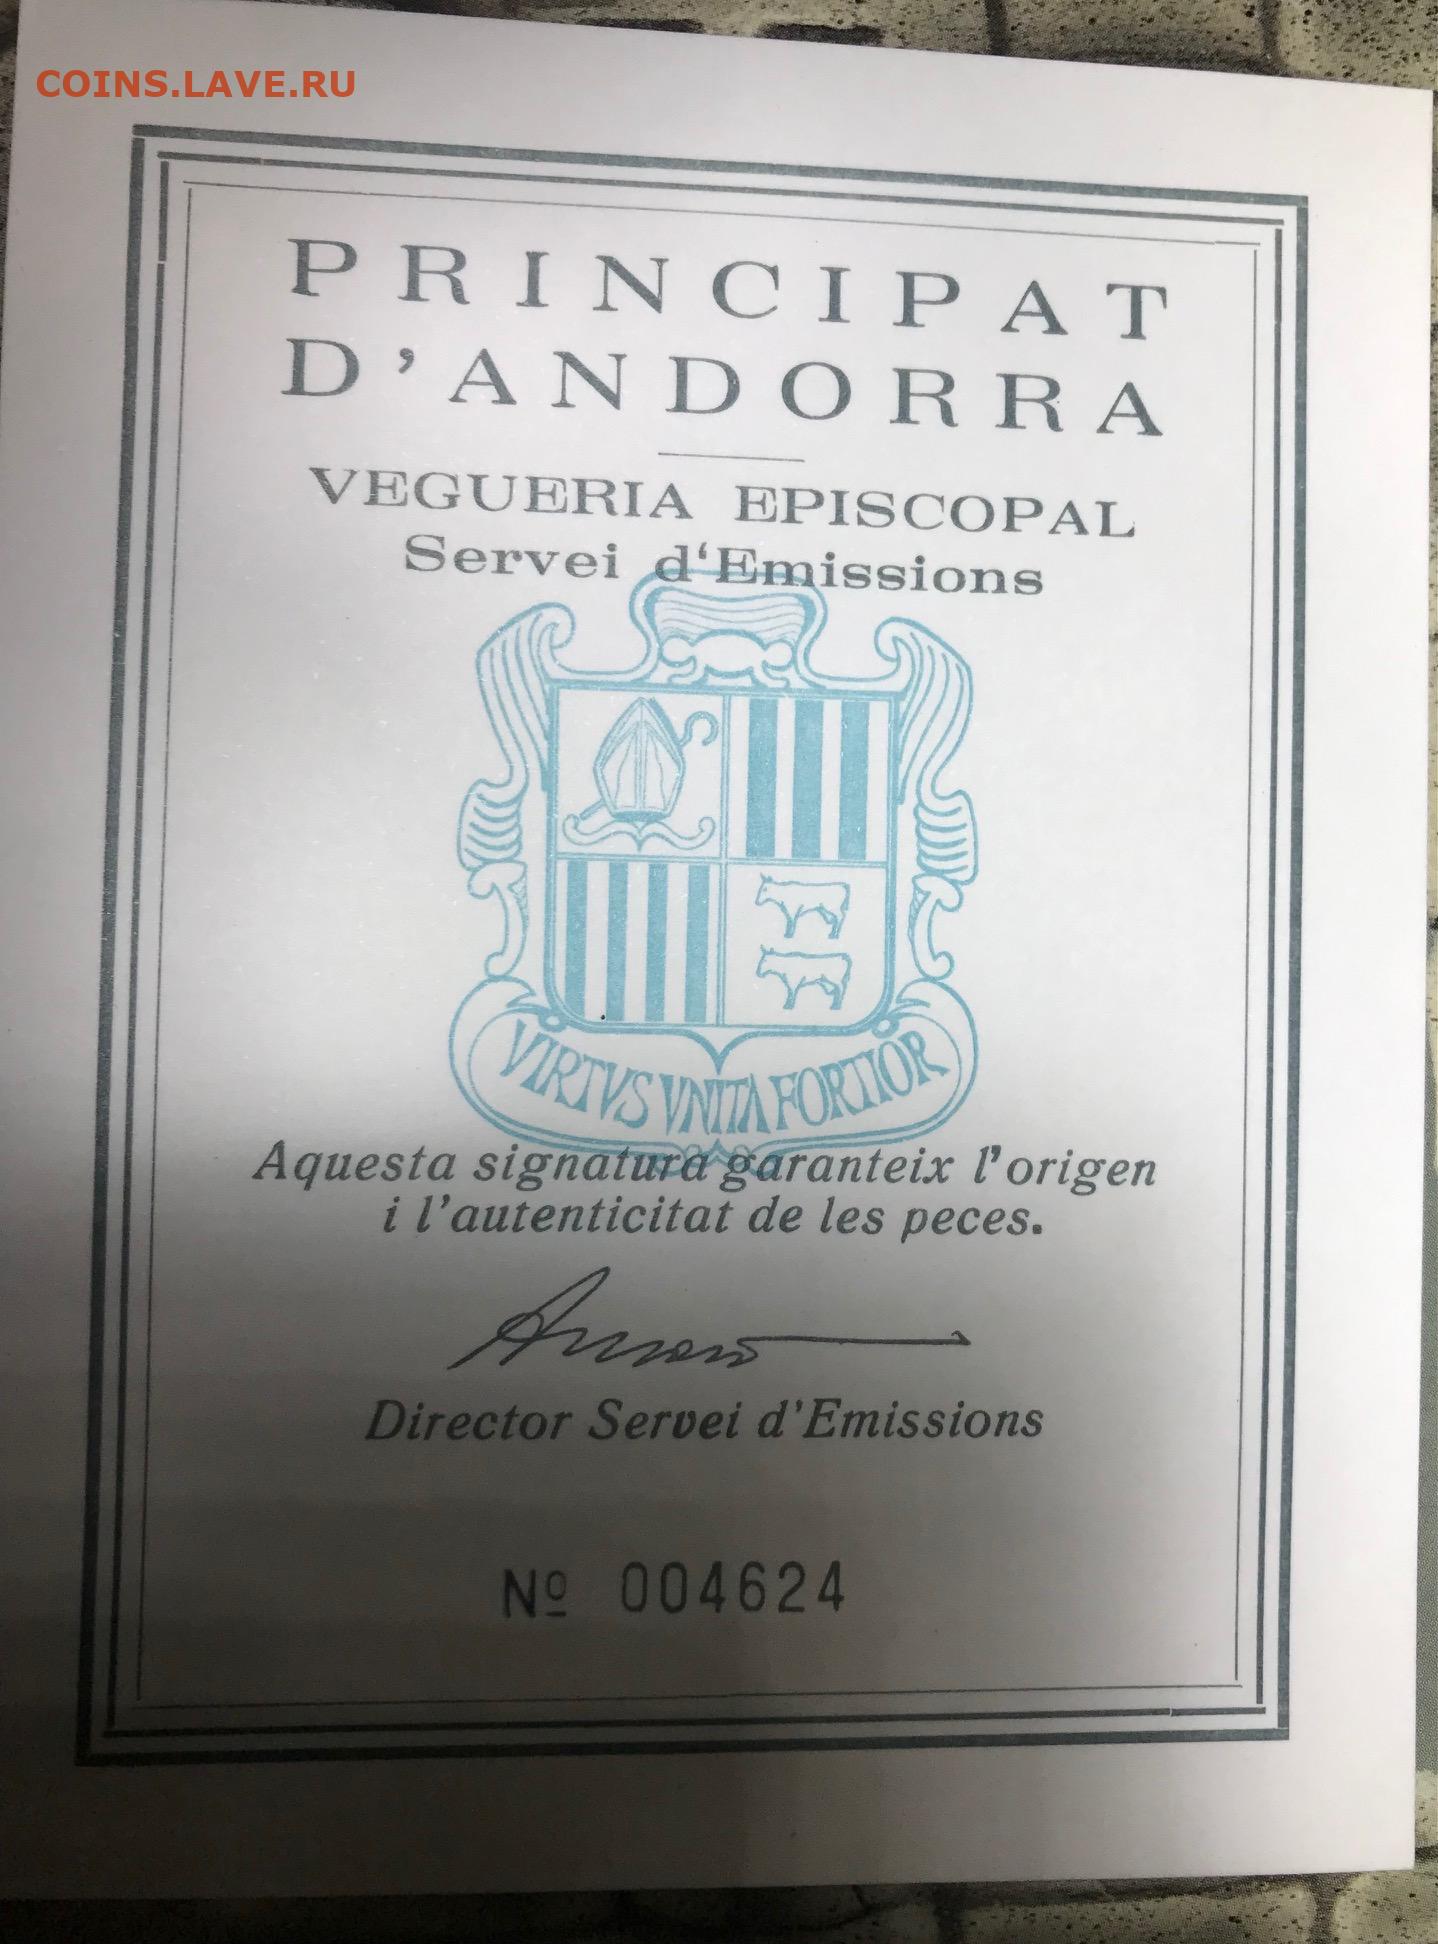 COINS.LAVE.RU
PRINCIPAT
D'ANDORRA
VEGUERIA EPISCOPAL
Servei d'Emissions
VIRTVS VNITA FORTIOR
Aquesta signatura garanteix l'origen
i l'autenticitat de les peces.
Director Servei d'Emissions
Nº 004624